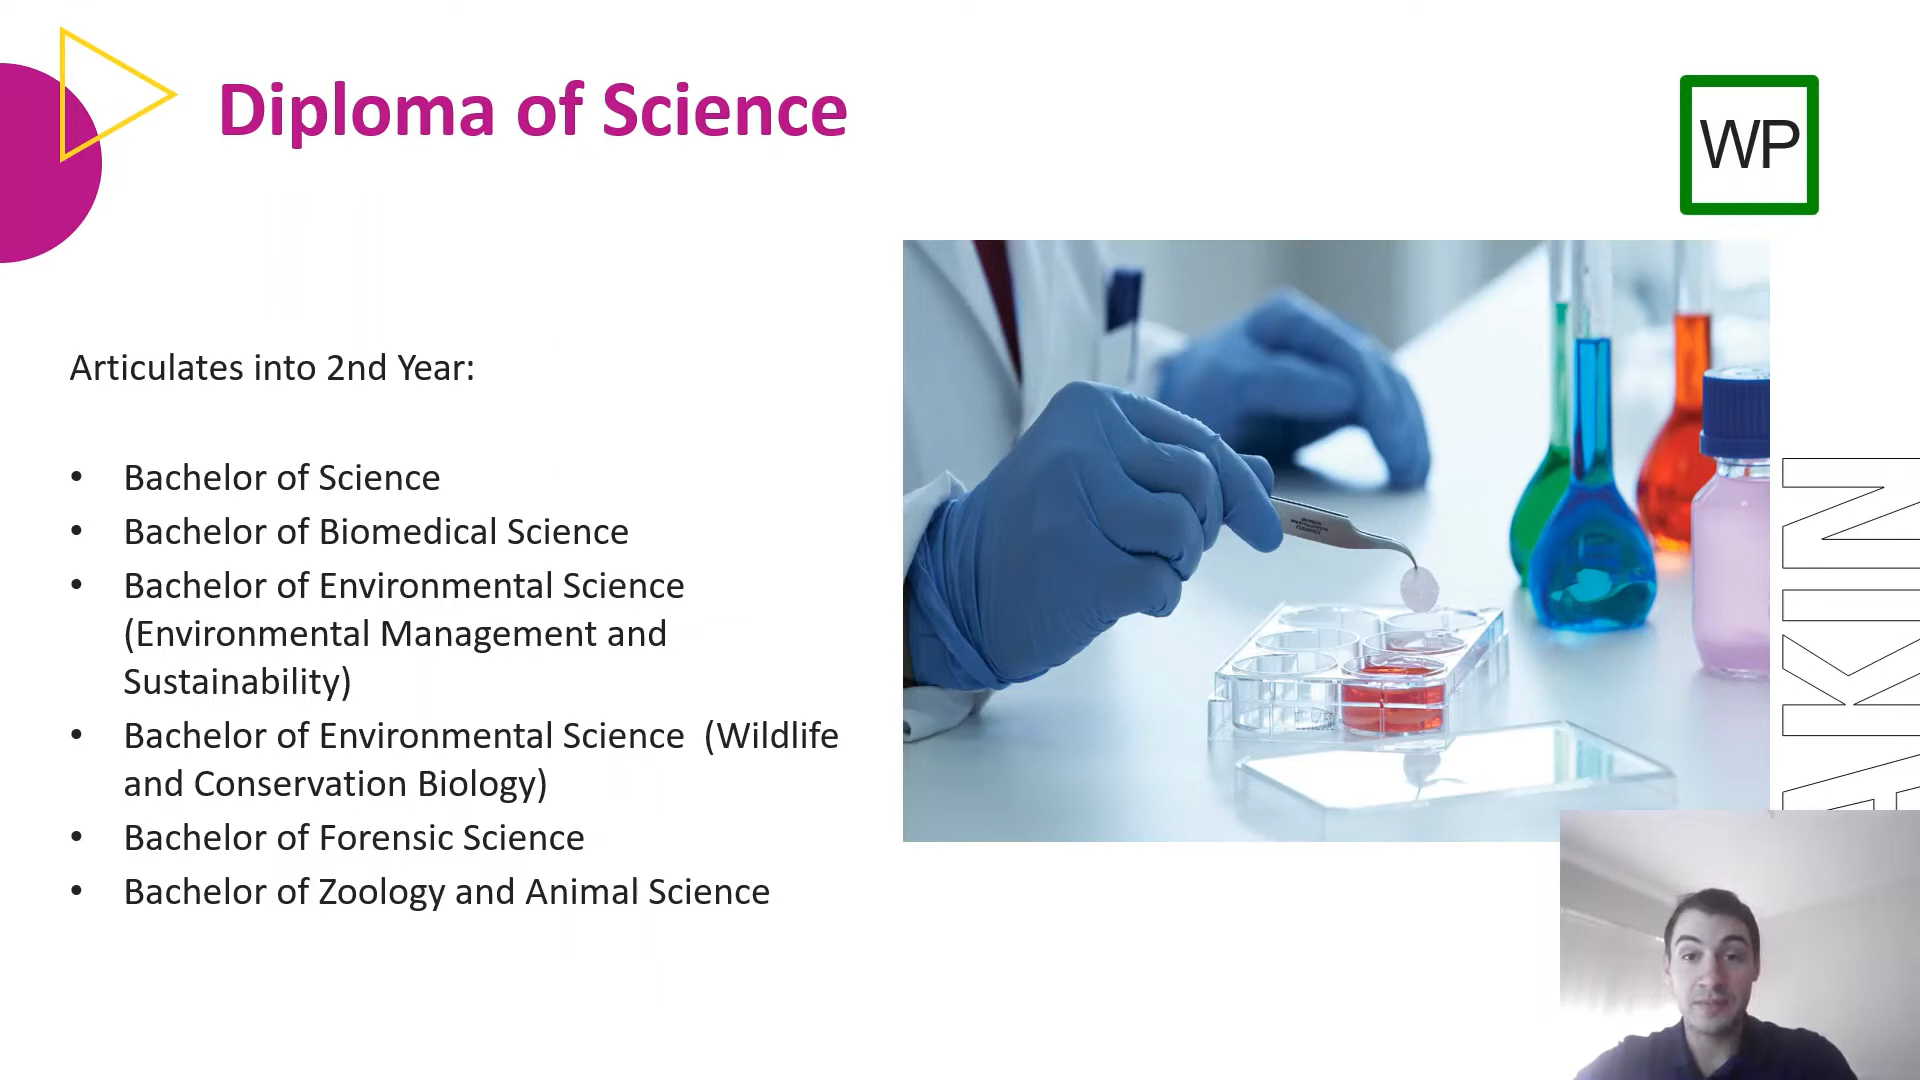 Diploma of Science
WP
Articulates into 2nd Year:
• Bachelor of Science
• Bachelor of Biomedical Science
• Bachelor of Environmental Science
(Environmental Management and
Sustainability)
• Bachelor of Environmental Science  (Wildlife
and Conservation Biology)
• Bachelor of Forensic Science
• Bachelor of Zoology and Animal Science
AKIN